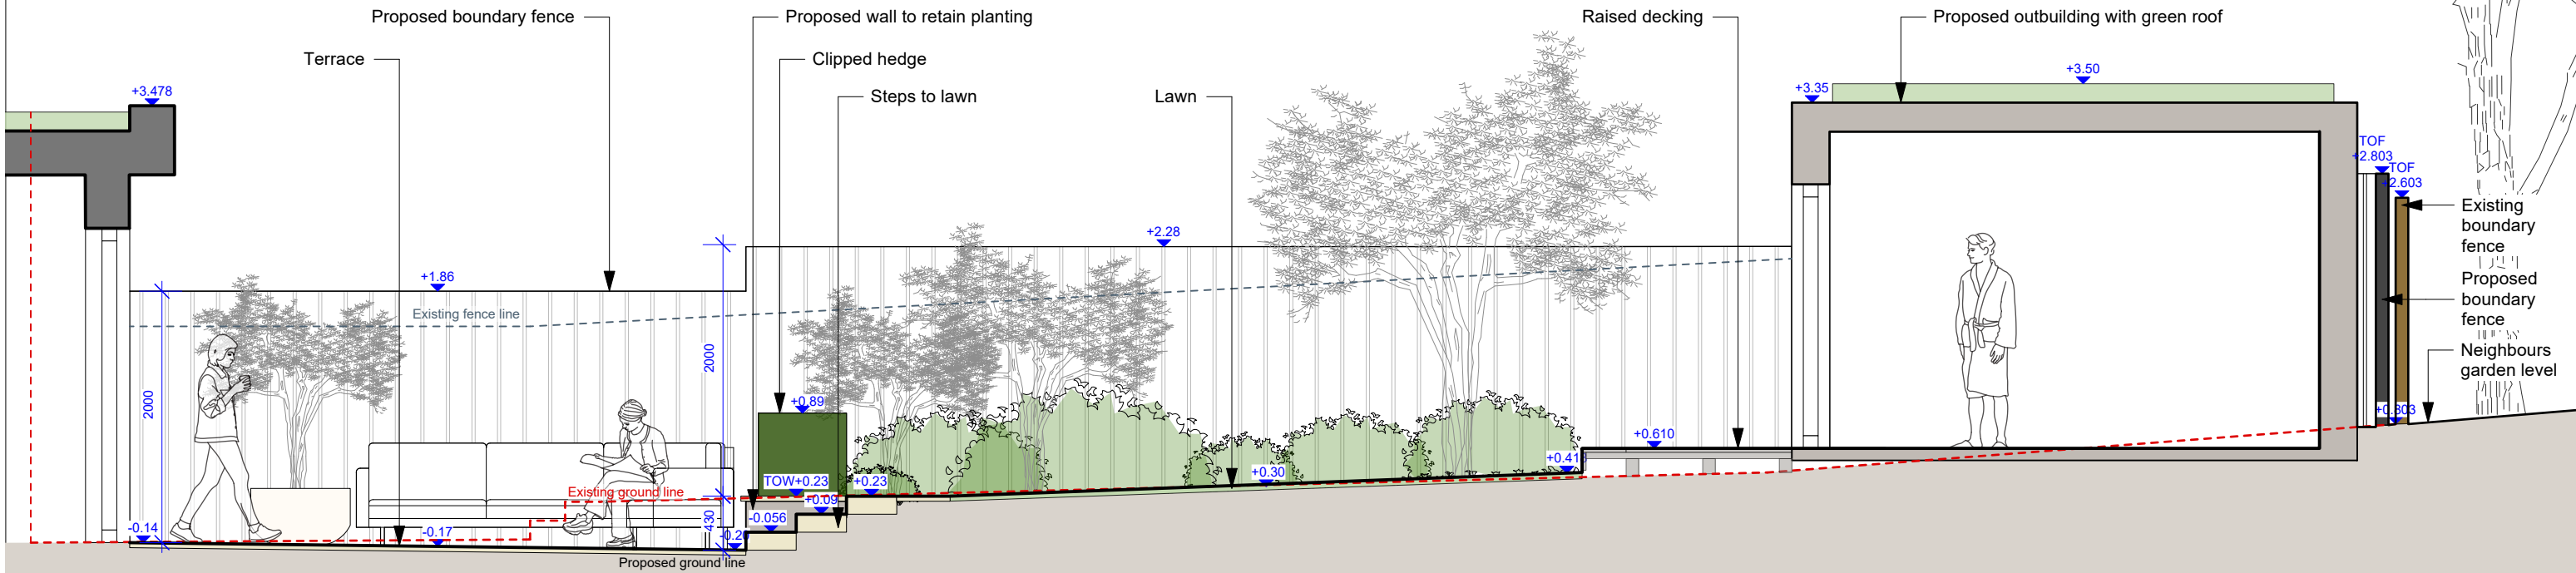 Proposed boundary fence
Proposed wall to retain planting
Raised decking
Proposed outbuilding with green roof
Terrace
Clipped hedge
Steps to lawn
Lawn
+3.478
+3.35
+3.50
TOF
+2.803
TOF
+2.603
Existing
boundary
fence
Proposed
boundary
fence
Neighbours
garden level
+0.803
+1.86
+2.28
Existing fence line
2000
2000
+0.89
TOW+0.23
+0.23
+0.09
-0.056
430
-0.20
+0.30
+0.41
+0.610
Existing ground line
-0.14
-0.17
Proposed ground line